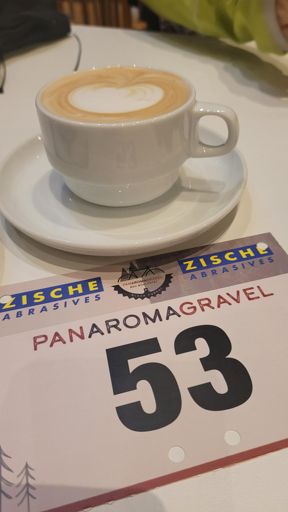 ZISCHE
ABRASIVES
ZISCHE
ABRASIVES
PANAROMAGRAVEL
53